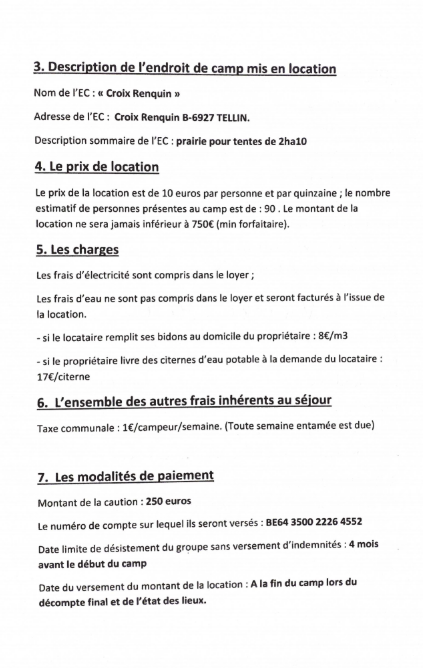 3. Description de l'endroit de camp mis en location
Nom de l'EC : « Croix Renquin »
Adresse de l'EC : Croix Renquin B-6927 TELLIN.
Description sommaire de l'EC : prairie pour tentes de 2ha10
4. Le prix de location
Le prix de la location est de 10 euros par personne et par quinzaine ; le nombre
estimatif de personnes présentes au camp est de : 90 . Le montant de la
location ne sera jamais inférieur à 750€ (min forfaitaire).
5. Les charges
Les frais d'électricité sont compris dans le loyer ;
Les frais d'eau ne sont pas compris dans le loyer et seront facturés à l'issue de
la location.
- si le locataire remplit ses bidons au domicile du propriétaire : 8€/m3
- si le propriétaire livre des citernes d'eau potable à la demande du locataire :
17€/citerne
6. L'ensemble des autres frais inhérents au séjour
Taxe communale : 1€/campeur/semaine. (Toute semaine entamée est due)
7. Les modalités de paiement
Montant de la caution : 250 euros
Le numéro de compte sur lequel ils seront versés : BE64 3500 2226 4552
Date limite de désistement du groupe sans versement d'indemnités : 4 mois
avant le début du camp
Date du versement du montant de la location : A la fin du camp lors du
décompte final et de l'état des lieux.